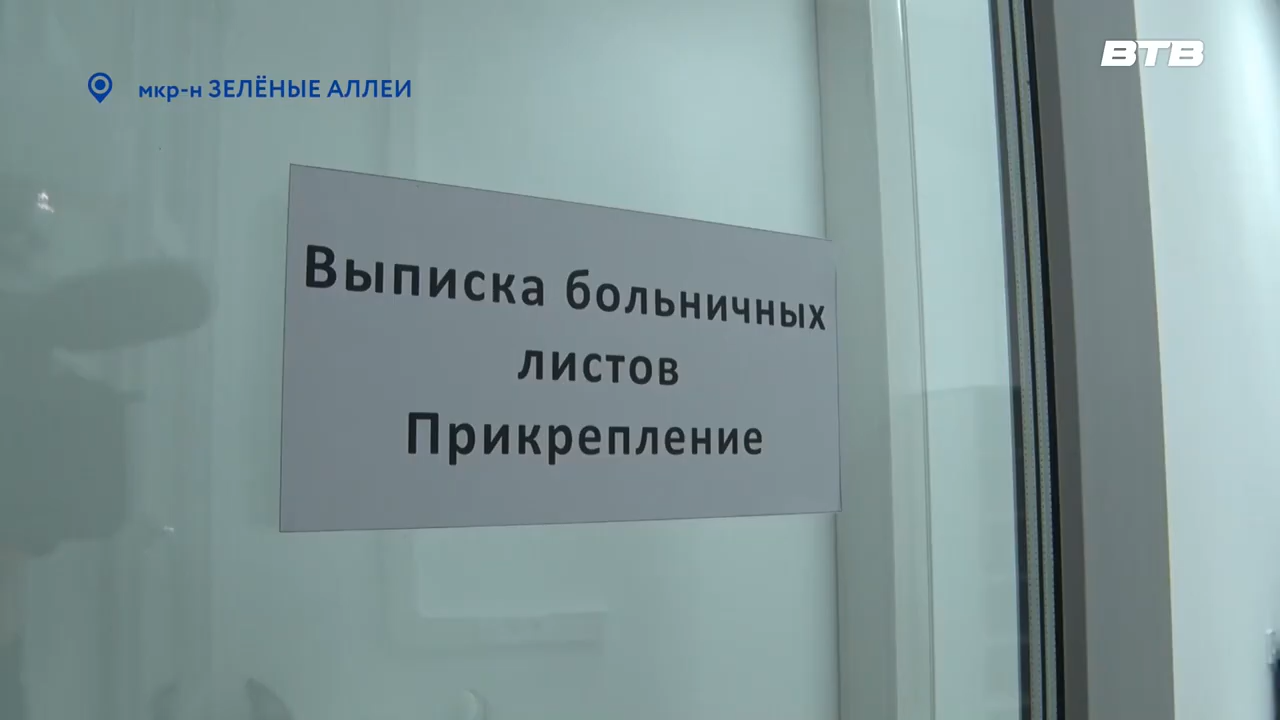 ВТВ
мкр-н ЗЕЛЁНЫЕ АЛЛЕИ
Выписка больничных
листов
Прикрепление